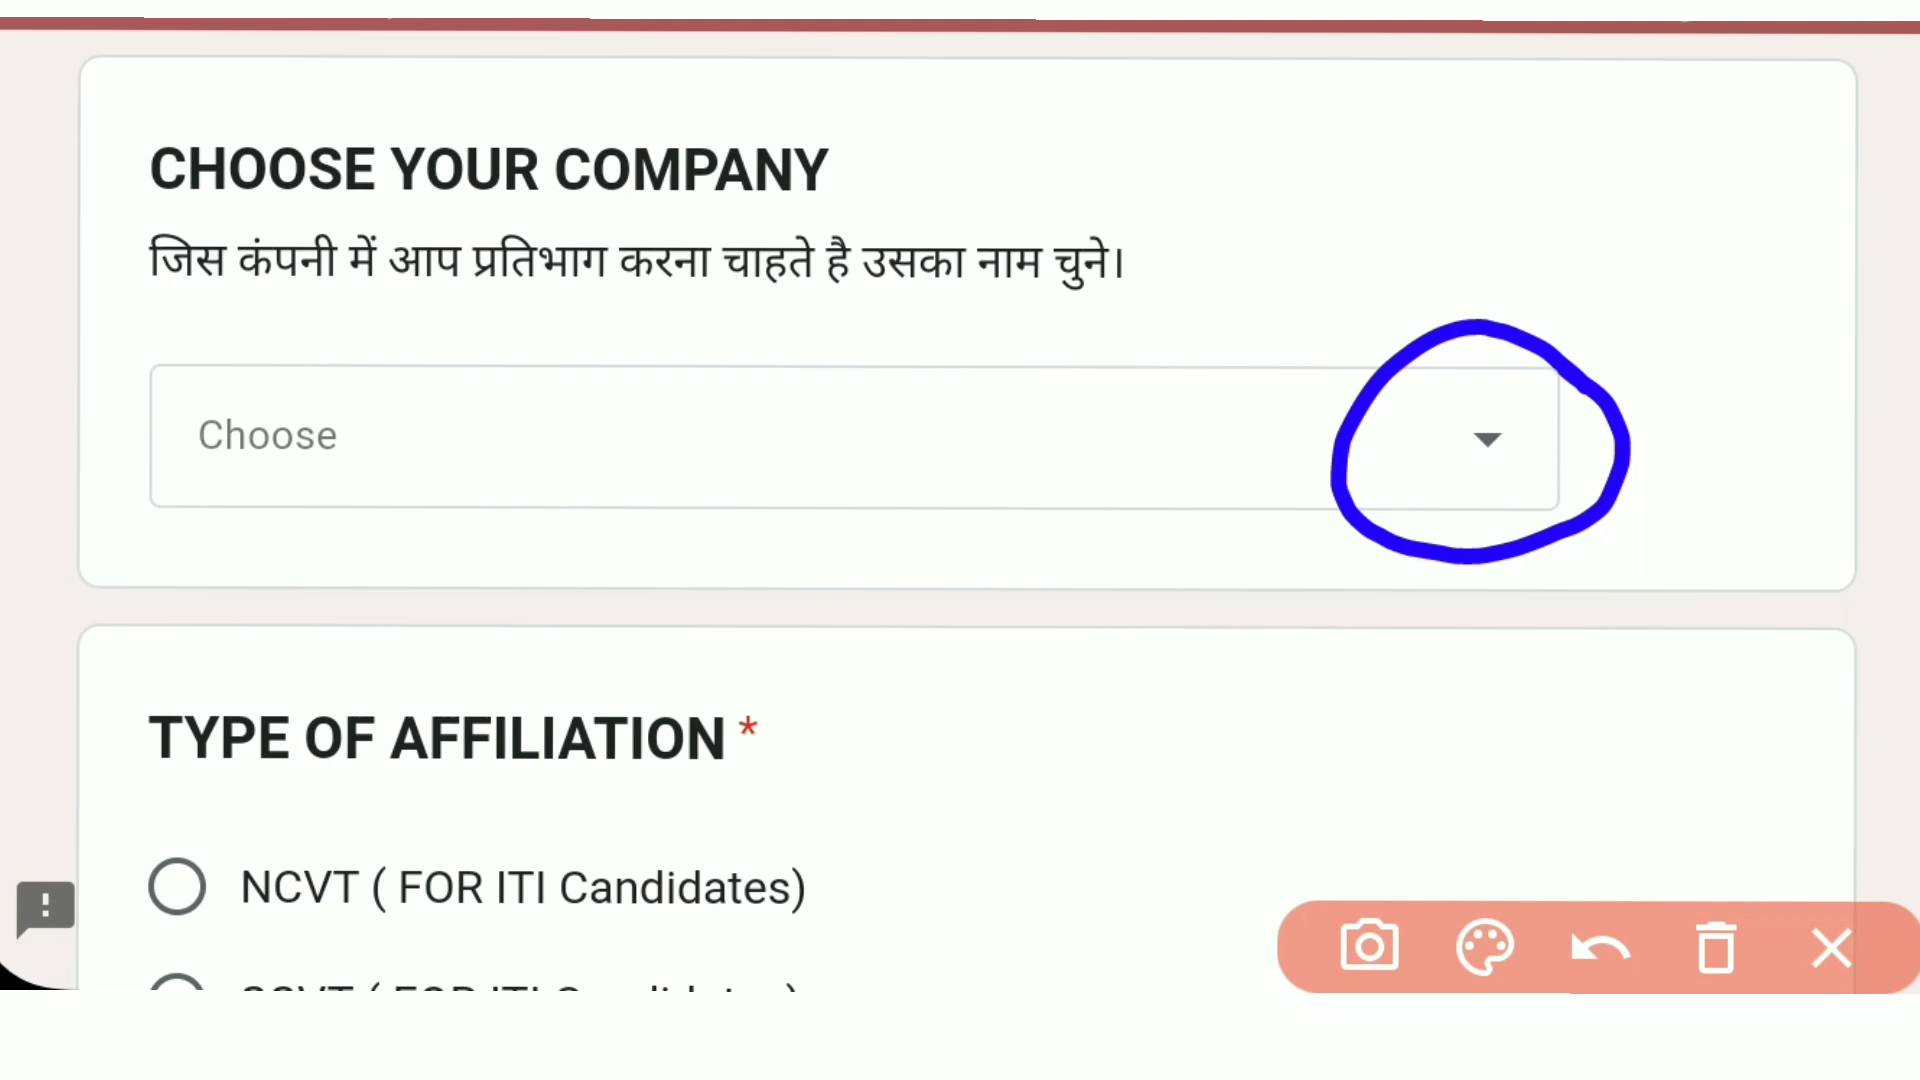 CHOOSE YOUR COMPANY
जिस कंपनी में आप प्रतिभाग करना चाहते है उसका नाम चुने।
Choose
TYPE OF AFFILIATION *
NCVT ( FOR ITI Candidates)